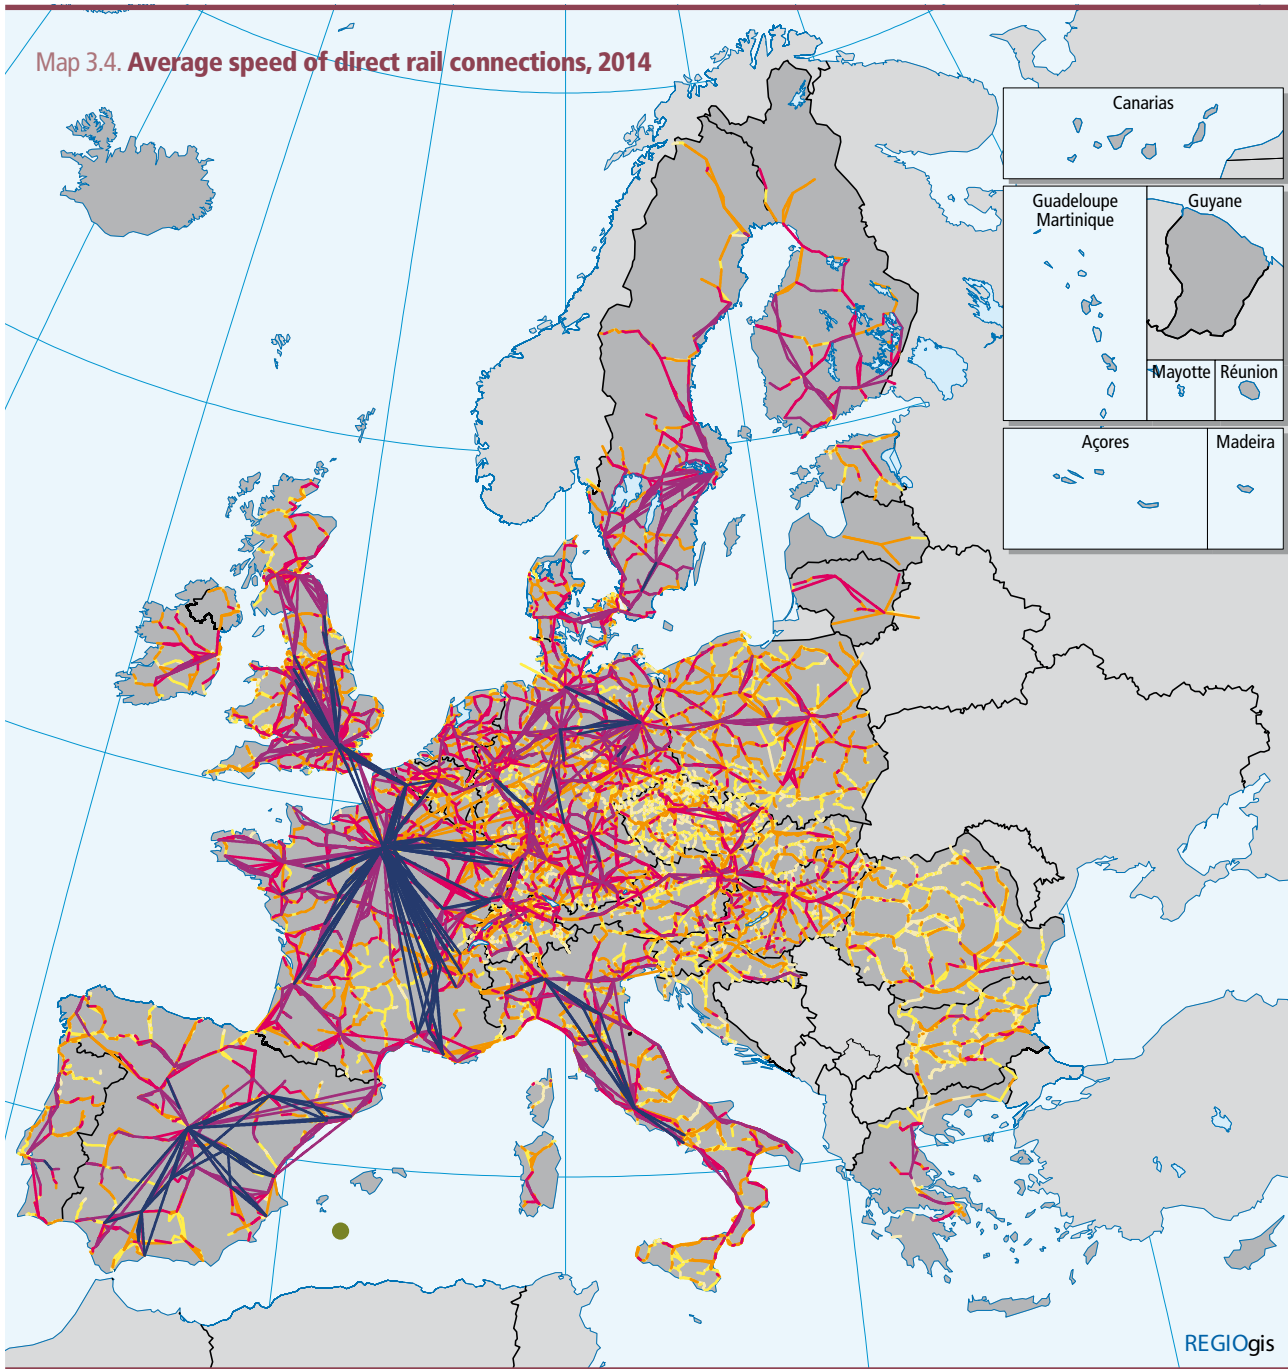 Map 3.4. Average speed of direct rail connections, 2014
Canarias
Guadeloupe
Martinique
Guyane
Mayotte
Réunion
Açores
Madeira
REGIOgis